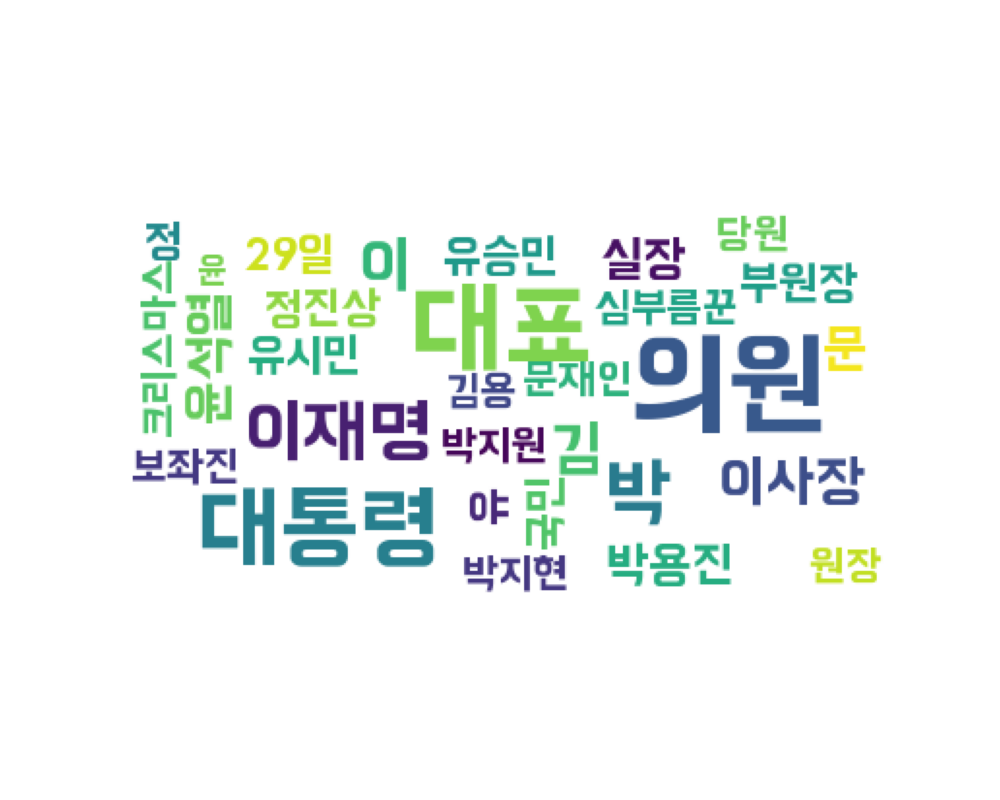 정
29일
이
유승민
실장
당원
크리스마스
윤
윤석열
정진상
대표
심부름꾼
부원장
유시민
김용
문재인
의원
문
이재명
박지원
김
보좌진
대통령
야
국민
박
이사장
박지현
박용진
원장